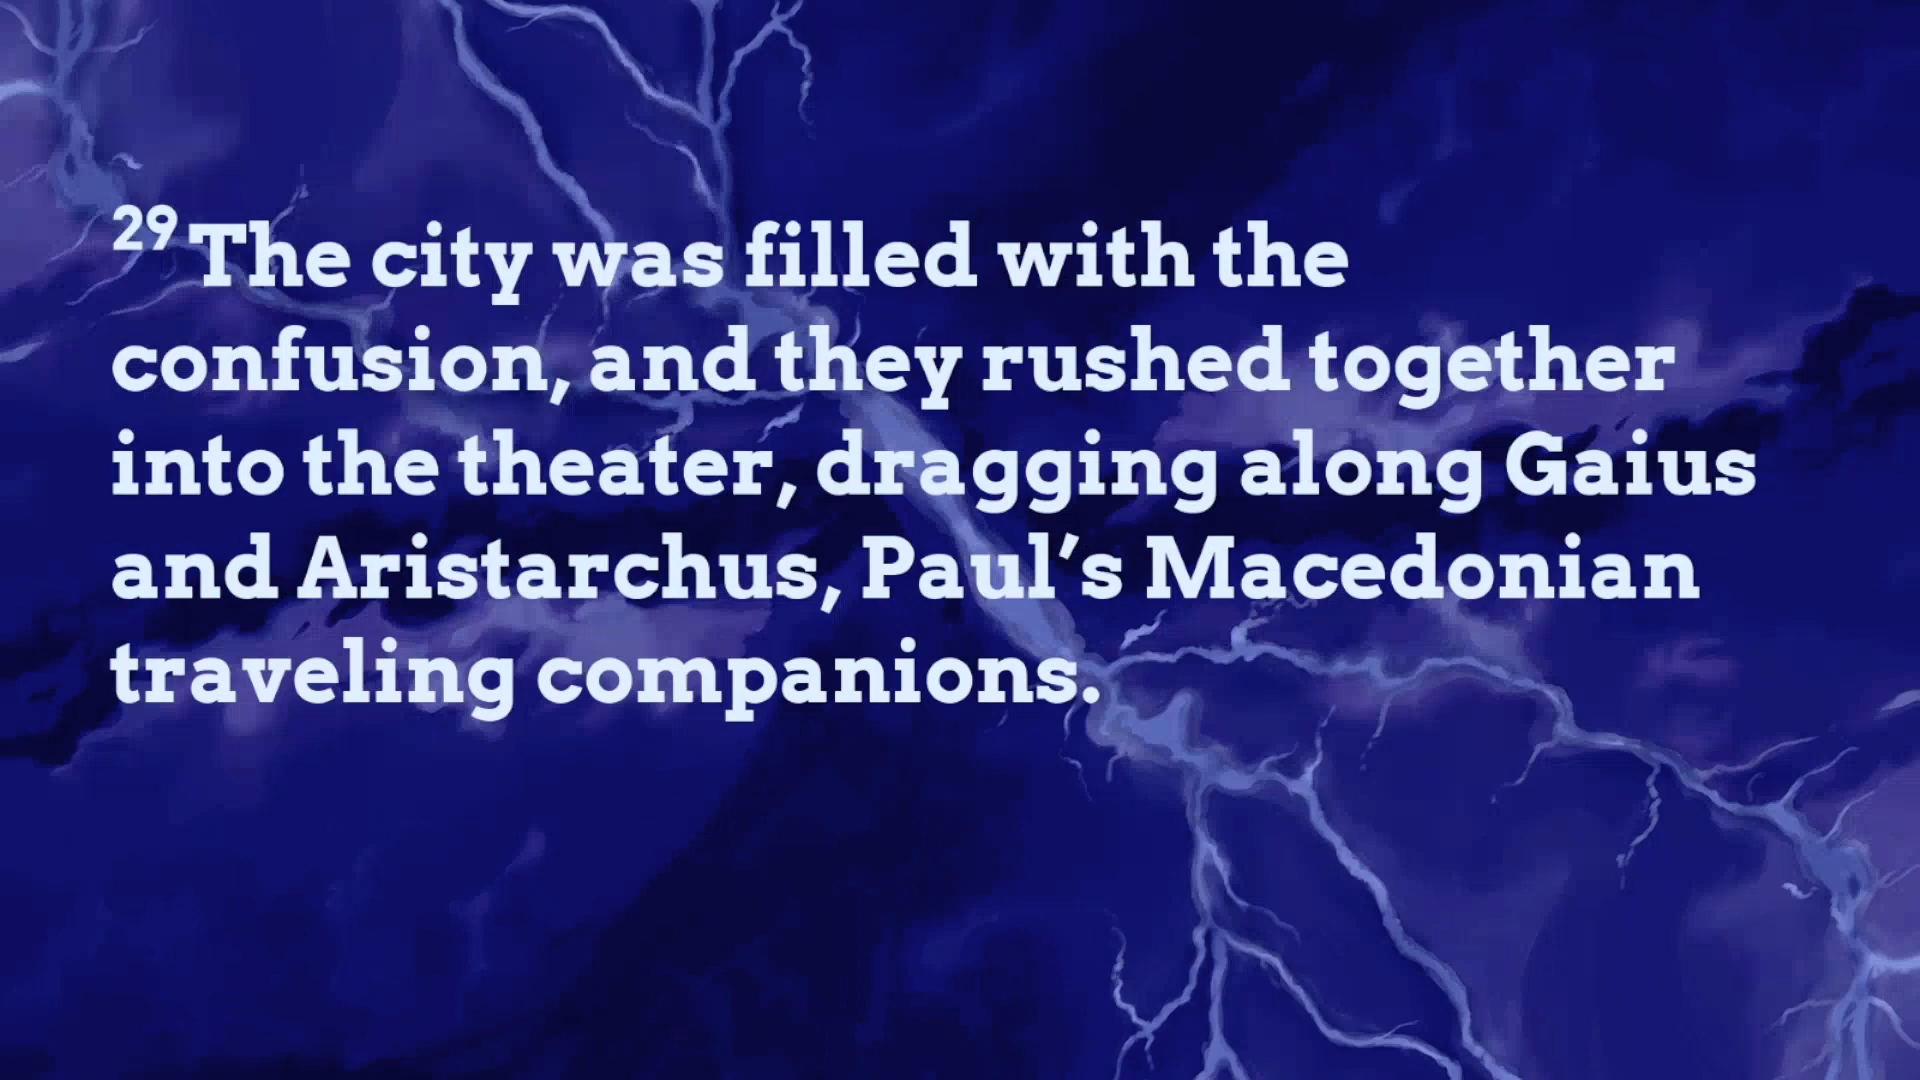 29 The city was filled with the
confusion, and they rushed together
into the theater, dragging along Gaius
and Aristarchus, Paul’s Macedonian
traveling companions.